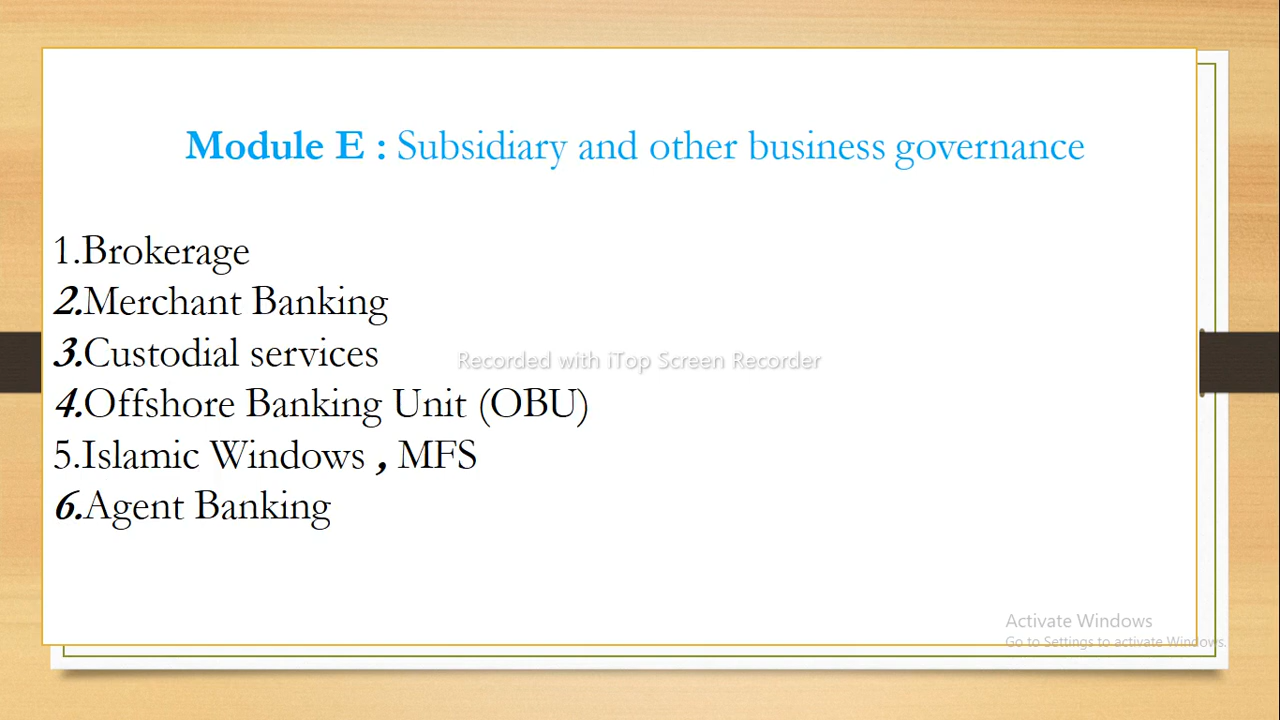 Module E : Subsidiary and other business governance
1.Brokerage
2.Merchant Banking
3.Custodial services
Recorded with iTop Screen Recorder
4.Offshore Banking Unit (OBU)
5.Islamic Windows , MFS
6.Agent Banking
Activate Windows
Go to Settings to activate Windows.